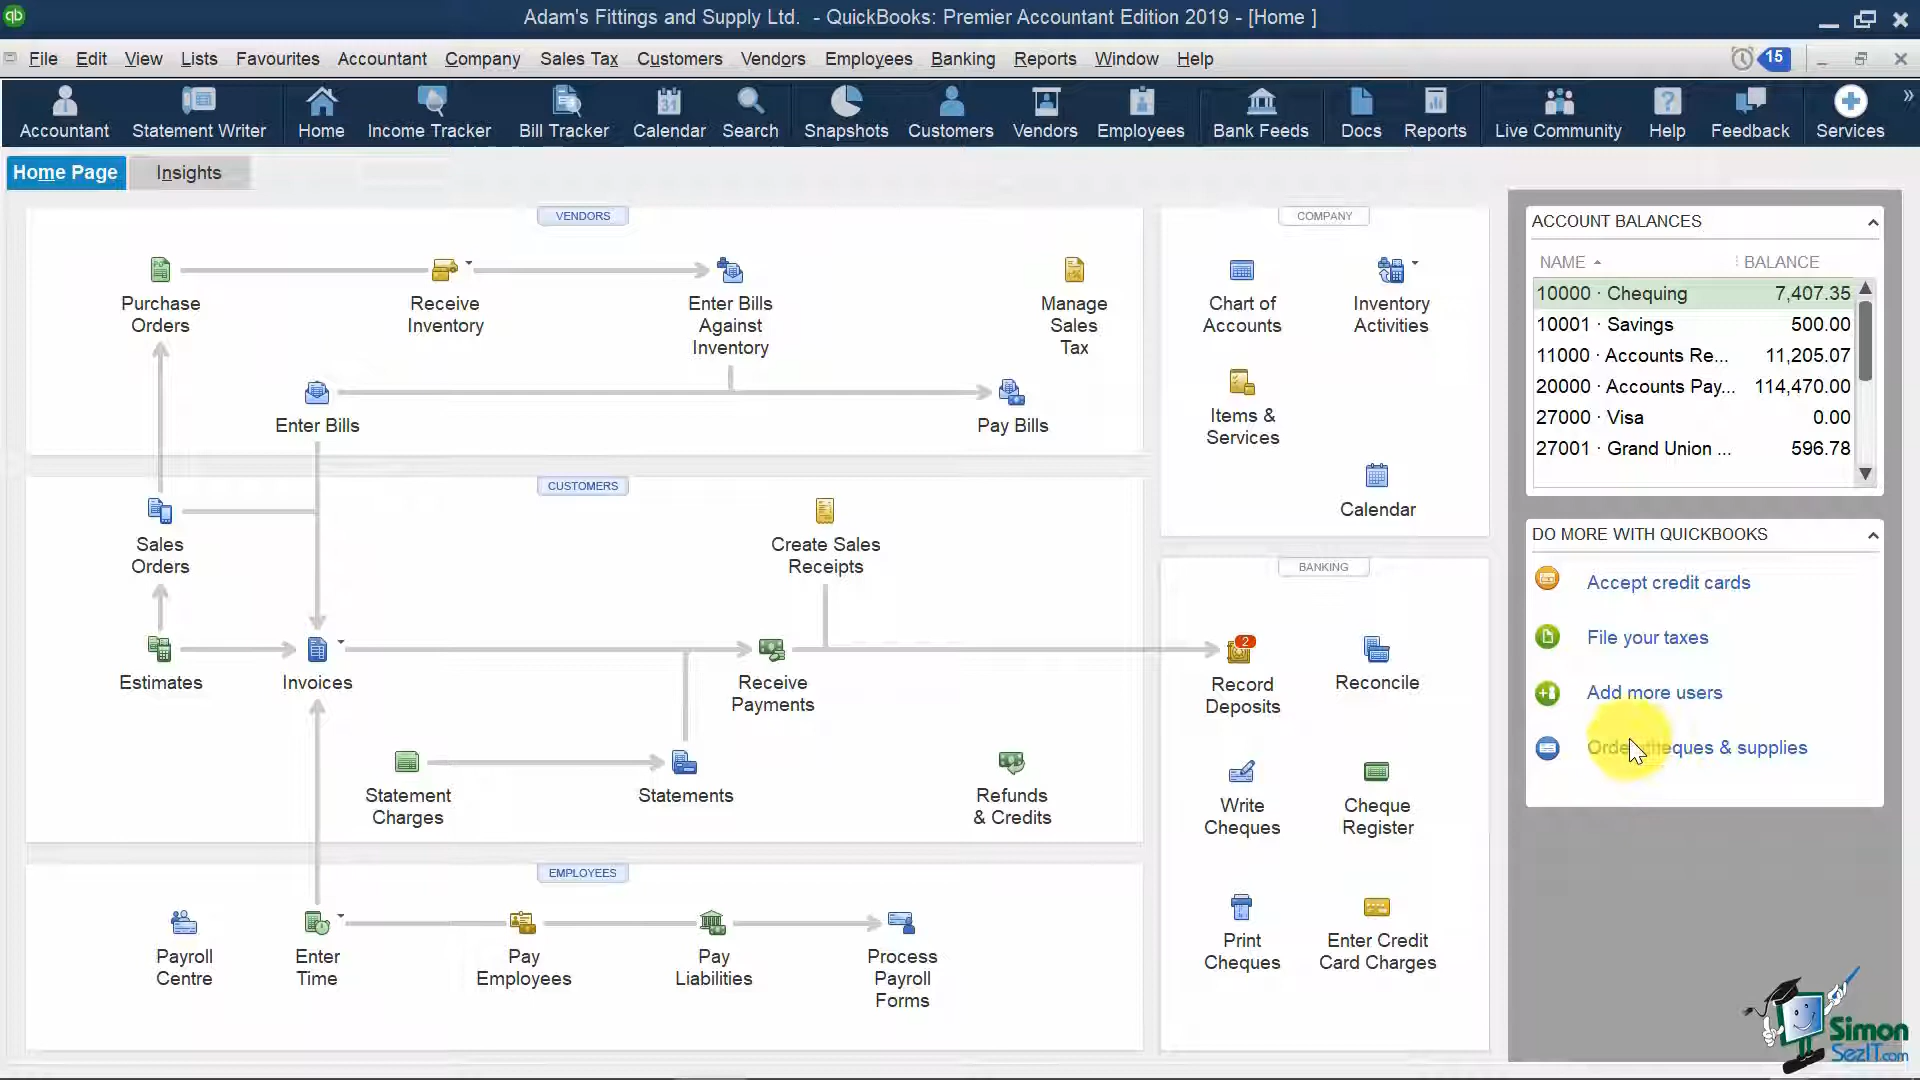 qb
Adam's Fittings and Supply Ltd. - QuickBooks: Premier Accountant Edition 2019 - [Home ]
File Edit View Lists Favourites Accountant Company Sales Tax Customers Vendors Employees Banking Reports Window Help
15
Accountant Statement Writer Home Income Tracker Bill Tracker Calendar Search Snapshots Customers Vendors Employees Bank Feeds Docs Reports Live Community Help Feedback Services
31
Home Page Insights
VENDORS
Purchase
Orders
Receive
Inventory
Enter Bills
Against
Inventory
Manage
Sales
Tax
Enter Bills
Pay Bills
CUSTOMERS
Sales
Orders
Create Sales
Receipts
Estimates
Invoices
Receive
Payments
Statement
Charges
Statements
Refunds
& Credits
EMPLOYEES
Payroll
Centre
Enter
Time
Pay
Employees
Pay
Liabilities
Process
Payroll
Forms
COMPANY
Chart of
Accounts
Inventory
Activities
Items &
Services
Calendar
BANKING
2
Record
Deposits
Reconcile
Write
Cheques
Cheque
Register
Print
Cheques
Enter Credit
Card Charges
ACCOUNT BALANCES
NAME BALANCE
10000 · Chequing 7,407.35
10001 · Savings 500.00
11000 · Accounts Re... 11,205.07
20000 · Accounts Pay... 114,470.00
27000 · Visa 0.00
27001 · Grand Union ... 596.78
DO MORE WITH QUICKBOOKS
Accept credit cards
File your taxes
Add more users
Order cheques & supplies
Simon
SezIT.com